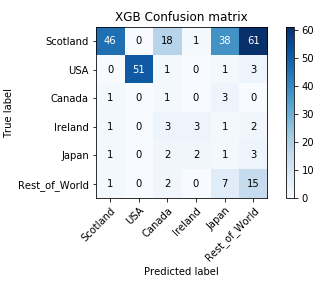 XGB Confusion matrix
True label
Scotland 46 0 18 1 38 61
USA 0 51 1 0 1 3
Canada 1 0 1 0 3 0
Ireland 1 0 3 3 1 2
Japan 1 0 2 2 1 3
Rest_of_World 1 0 2 0 7 15
Scotland USA Canada Ireland Japan Rest_of_World
Predicted label
60
50
40
30
20
10
0